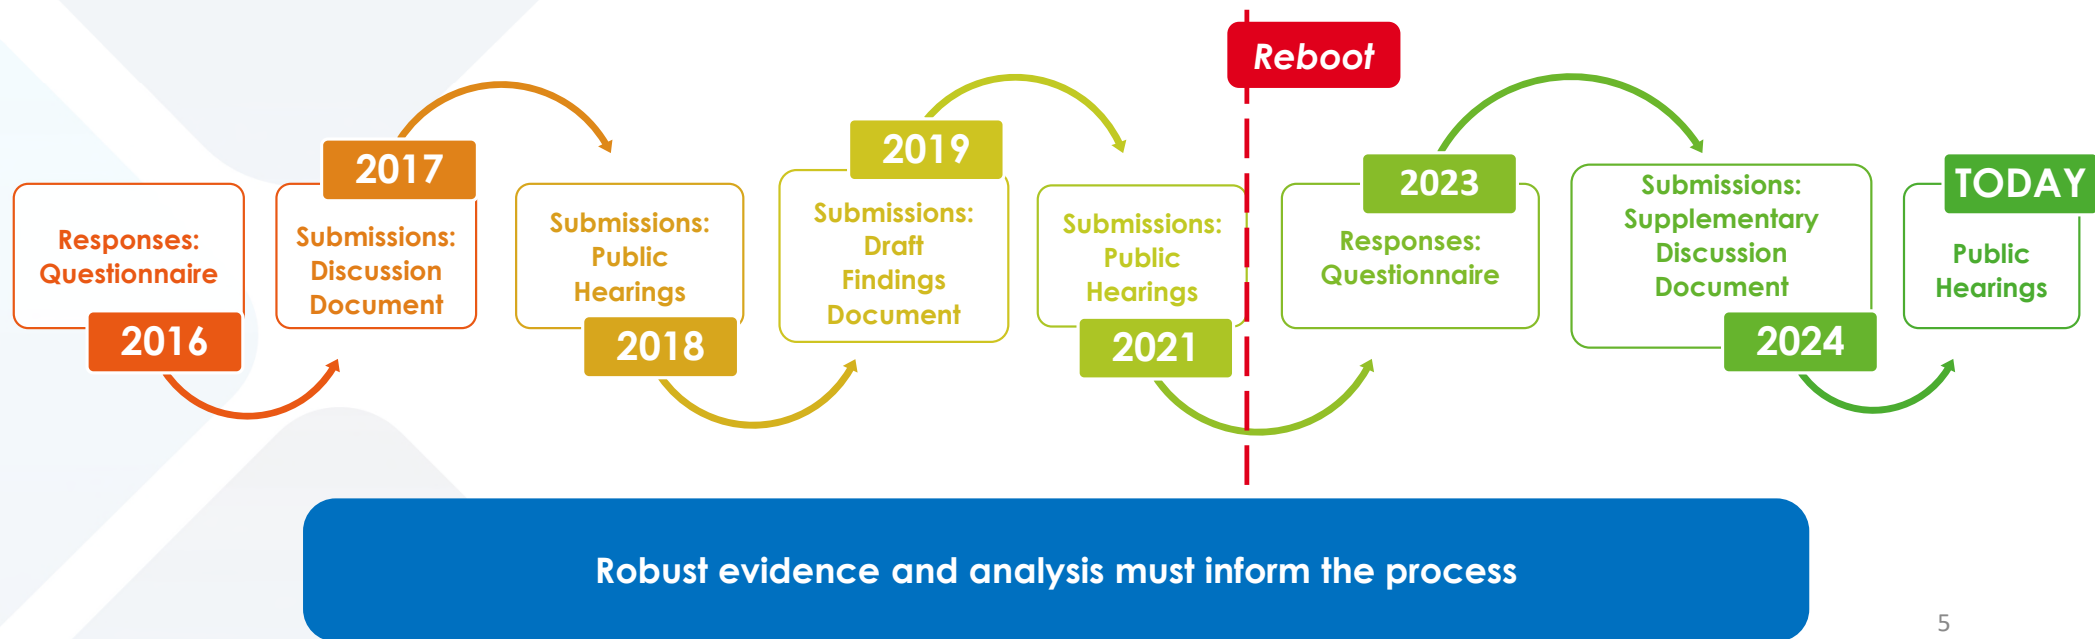 Reboot
Responses:
Questionnaire
2016
2017
Submissions:
Discussion
Document
Submissions:
Public
Hearings
2018
2019
Submissions:
Draft
Findings
Document
Submissions:
Public
Hearings
2021
2023
Responses:
Questionnaire
Submissions:
Supplementary
Discussion
Document
2024
TODAY
Public
Hearings
Robust evidence and analysis must inform the process
5